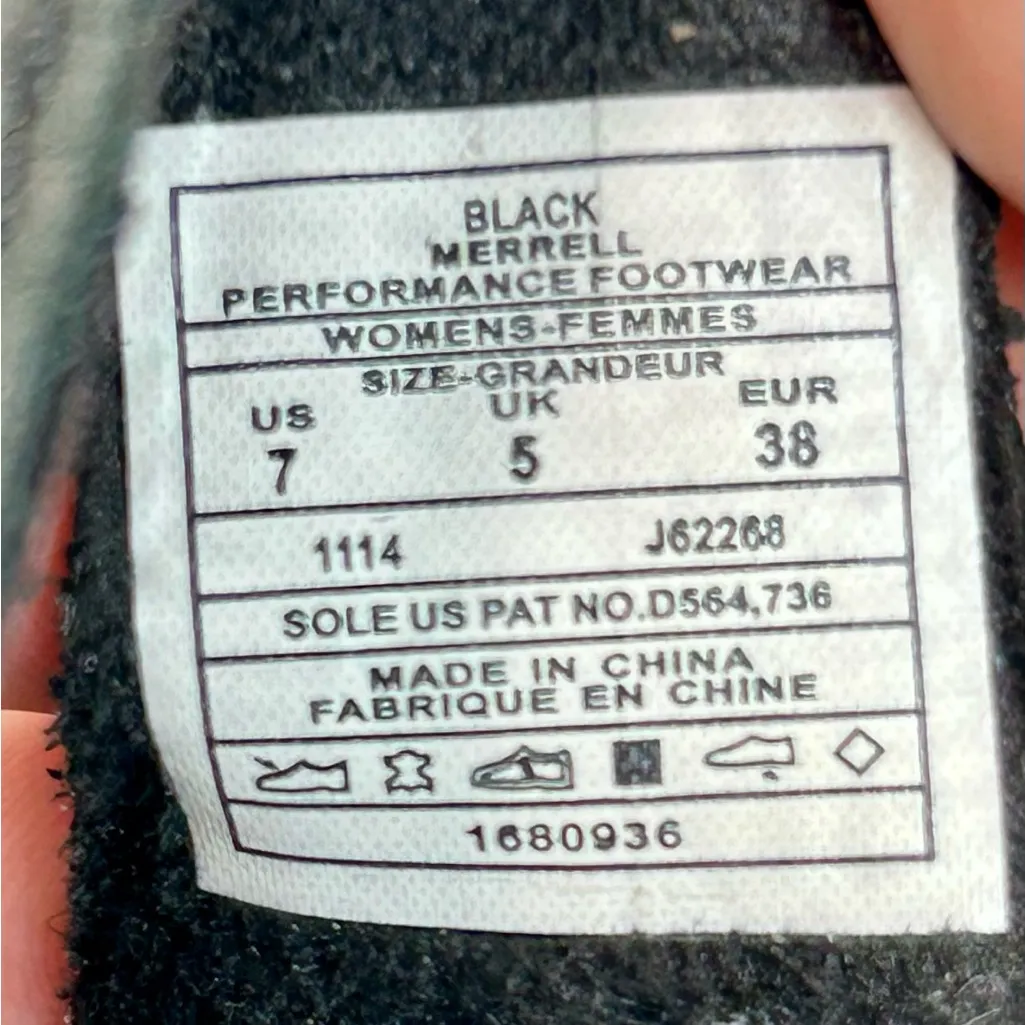 BLACK
MERRELL
PERFORMANCE FOOTWEAR
WOMENS-FEMMES
SIZE-GRANDEUR
US UK EUR
7 5 38
1114 J62268
SOLE US PAT NO.D564,736
MADE IN CHINA
FABRIQUE EN CHINE
1680936